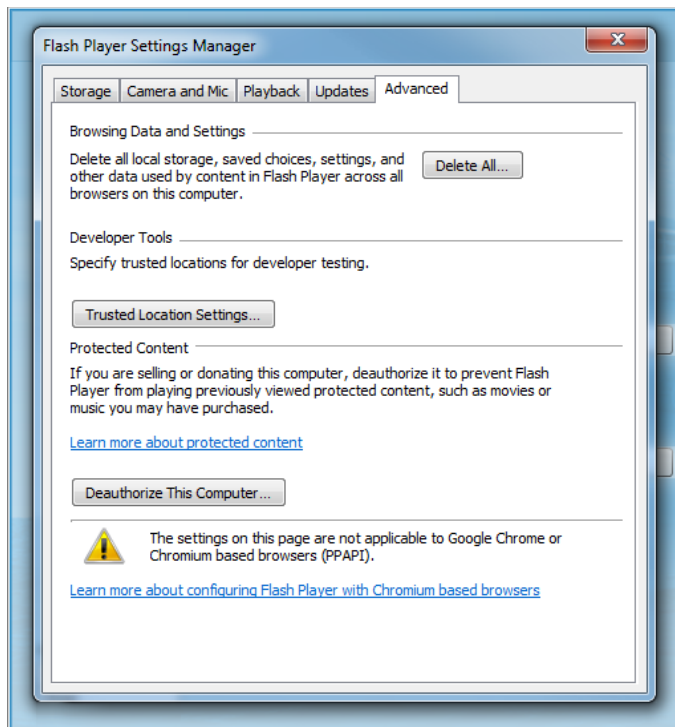 Flash Player Settings Manager
Storage
Camera and Mic
Playback
Updates
Advanced
Browsing Data and Settings
Delete all local storage, saved choices, settings, and
other data used by content in Flash Player across all
browsers on this computer.
Delete All...
Developer Tools
Specify trusted locations for developer testing.
Trusted Location Settings...
Protected Content
If you are selling or donating this computer, deauthorize it to prevent Flash
Player from playing previously viewed protected content, such as movies or
music you may have purchased.
Learn more about protected content
Deauthorize This Computer...
The settings on this page are not applicable to Google Chrome or
Chromium based browsers (PPAPI).
Learn more about configuring Flash Player with Chromium based browsers